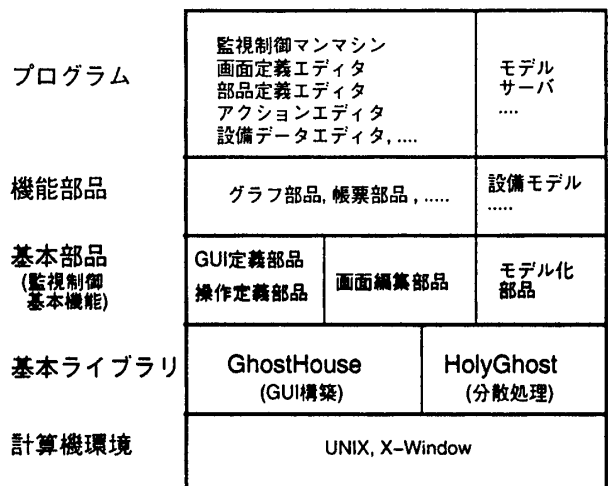 プログラム
監視制御マンマシン
画面定義エディタ
部品定義エディタ
アクションエディタ
設備データエディタ, ....
モデル
サーバ
....
機能部品
グラフ部品, 帳票部品, .....
設備モデル
.....
基本部品
(監視制御
基本機能)
GUI定義部品
操作定義部品
画面編集部品
モデル化
部品
基本ライブラリ
GhostHouse
(GUI構築)
HolyGhost
(分散処理)
計算機環境
UNIX, X-Window